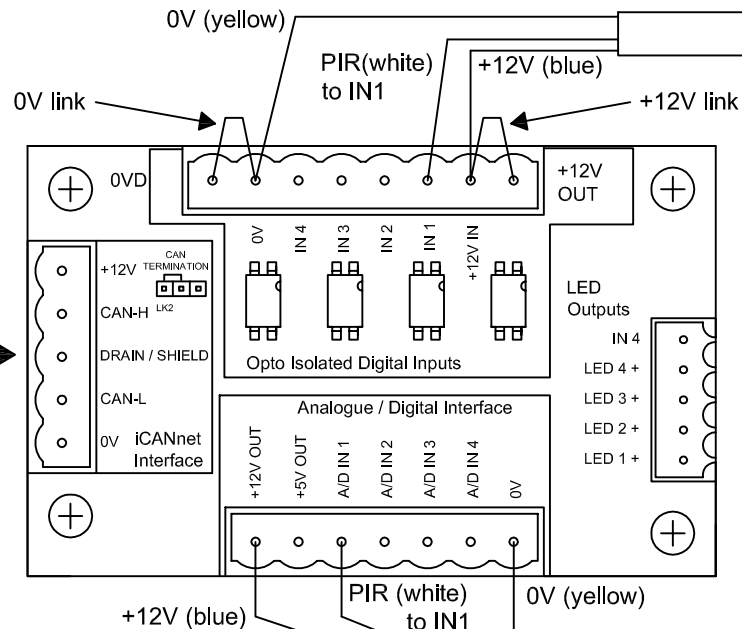 0V (yellow)
PIR(white)
to IN1
+12V (blue)
0V link
+12V link
0VD
+12V
OUT
0V
IN 4
IN 3
IN 2
IN 1
+12V IN
+12V
CAN
TERMINATION
LK2
CAN-H
DRAIN / SHIELD
CAN-L
0V
iCANnet
Interface
Opto Isolated Digital Inputs
LED
Outputs
IN 4
LED 4 +
LED 3 +
LED 2 +
LED 1 +
Analogue / Digital Interface
+12V OUT
+5V OUT
A/D IN 1
A/D IN 2
A/D IN 3
A/D IN 4
0V
+12V (blue)
PIR (white)
to IN1
0V (yellow)